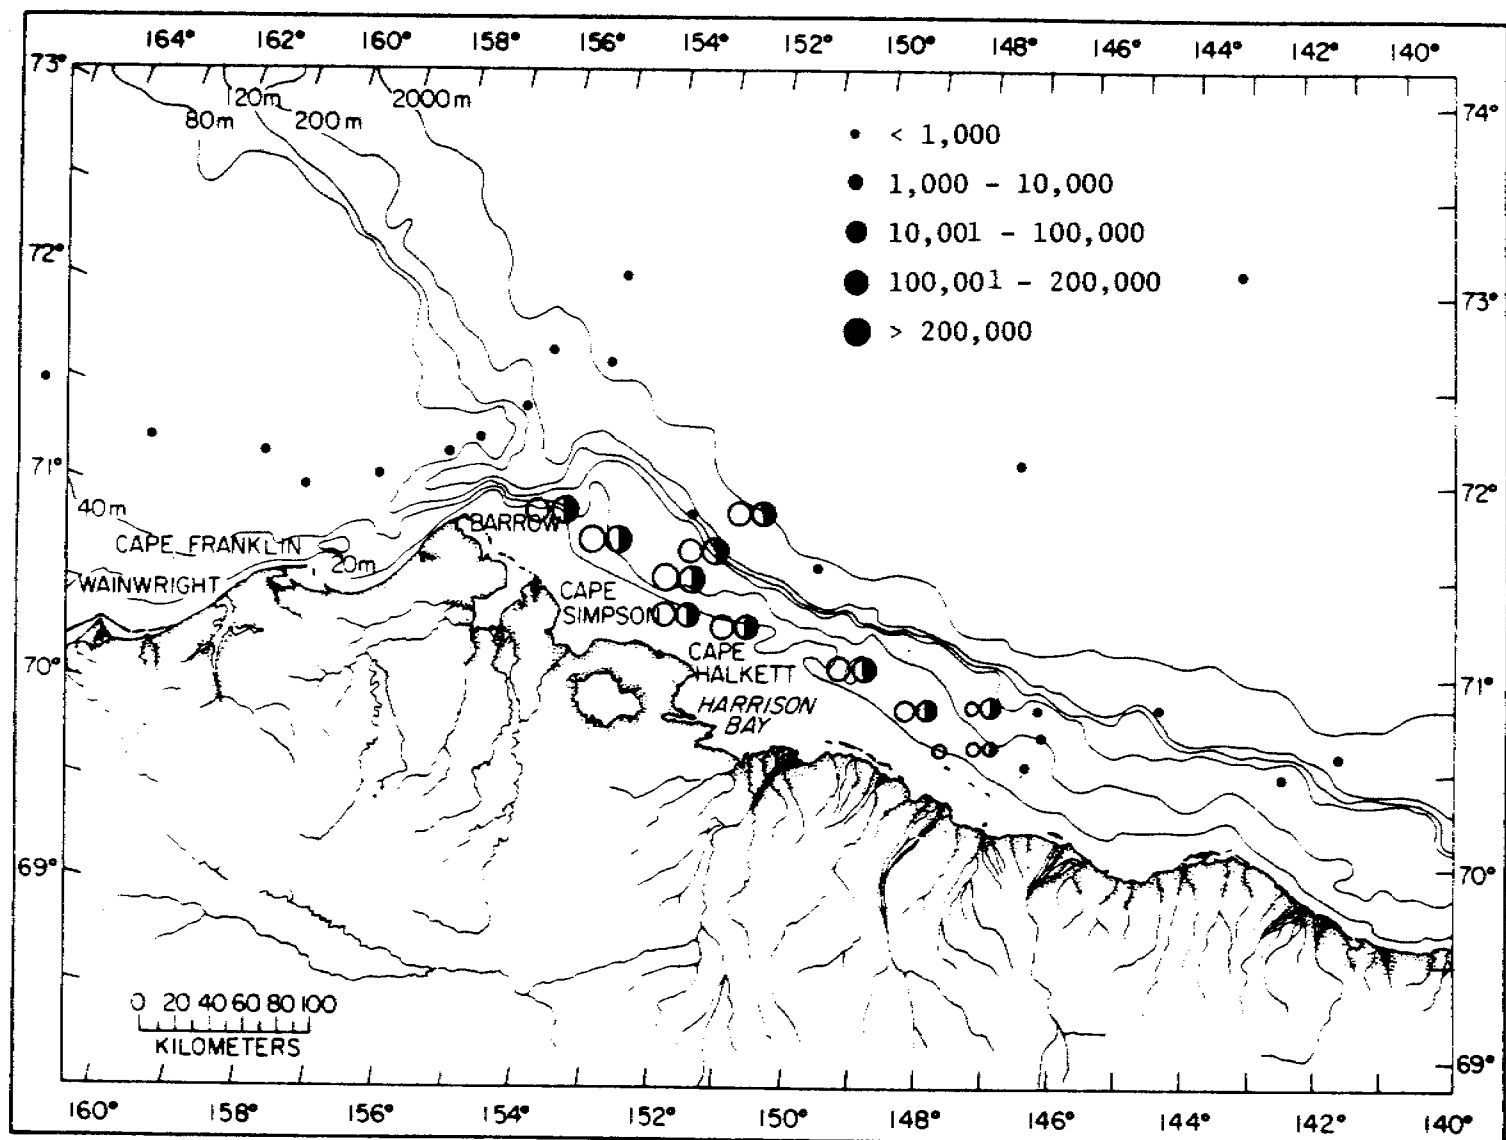 164° 162° 160° 158° 156° 154° 152° 150° 148° 146° 144° 142° 140°
73°
120m
2000m
80m
200m
74°
< 1,000
1,000 - 10,000
10,001 - 100,000
100,001 - 200,000
> 200,000
72°
73°
71°
72°
40m
BARROW
CAPE FRANKLIN
20m
WAINWRIGHT
CAPE
SIMPSON
70°
CAPE
HALKETT
71°
HARRISON
BAY
69°
70°
0 20 40 60 80 100
KILOMETERS
69°
160° 158° 156° 154° 152° 150° 148° 146° 144° 142° 140°